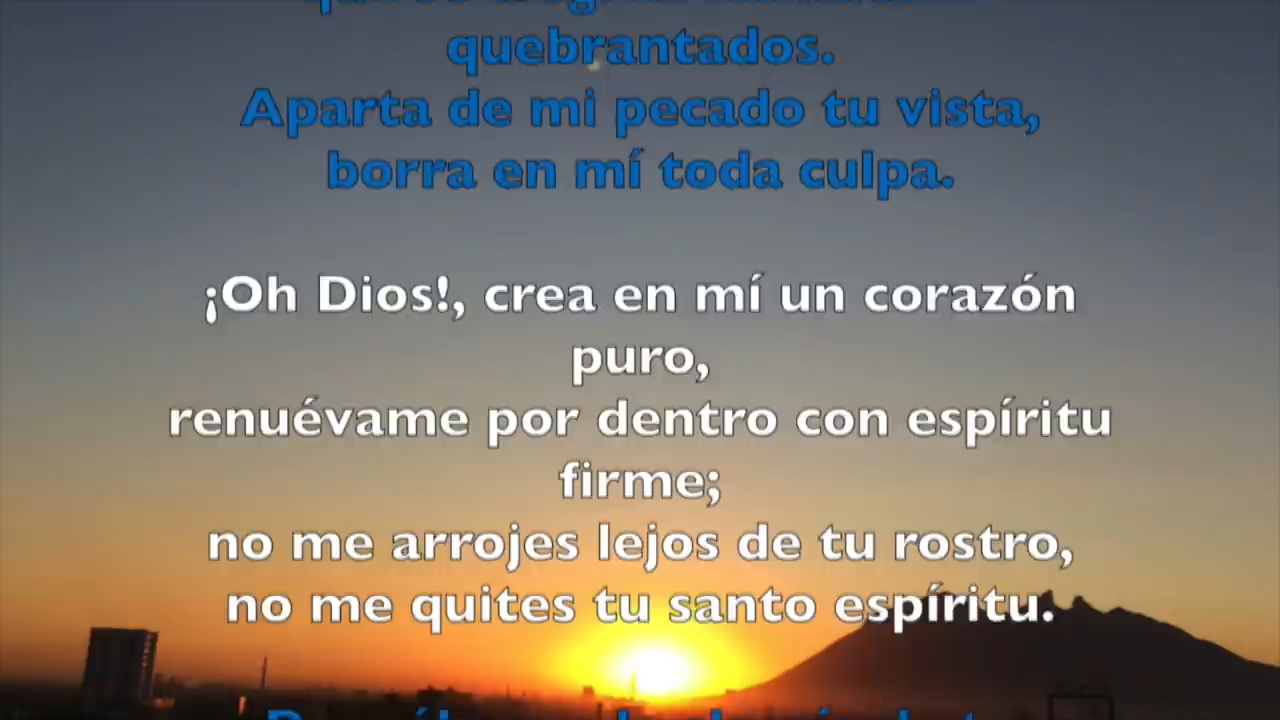 quebrantados.
Aparta de mi pecado tu vista,
borra en mí toda culpa.
¡Oh Dios!, crea en mí un corazón
puro,
renuévame por dentro con espíritu
firme;
no me arrojes lejos de tu rostro,
no me quites tu santo espíritu.